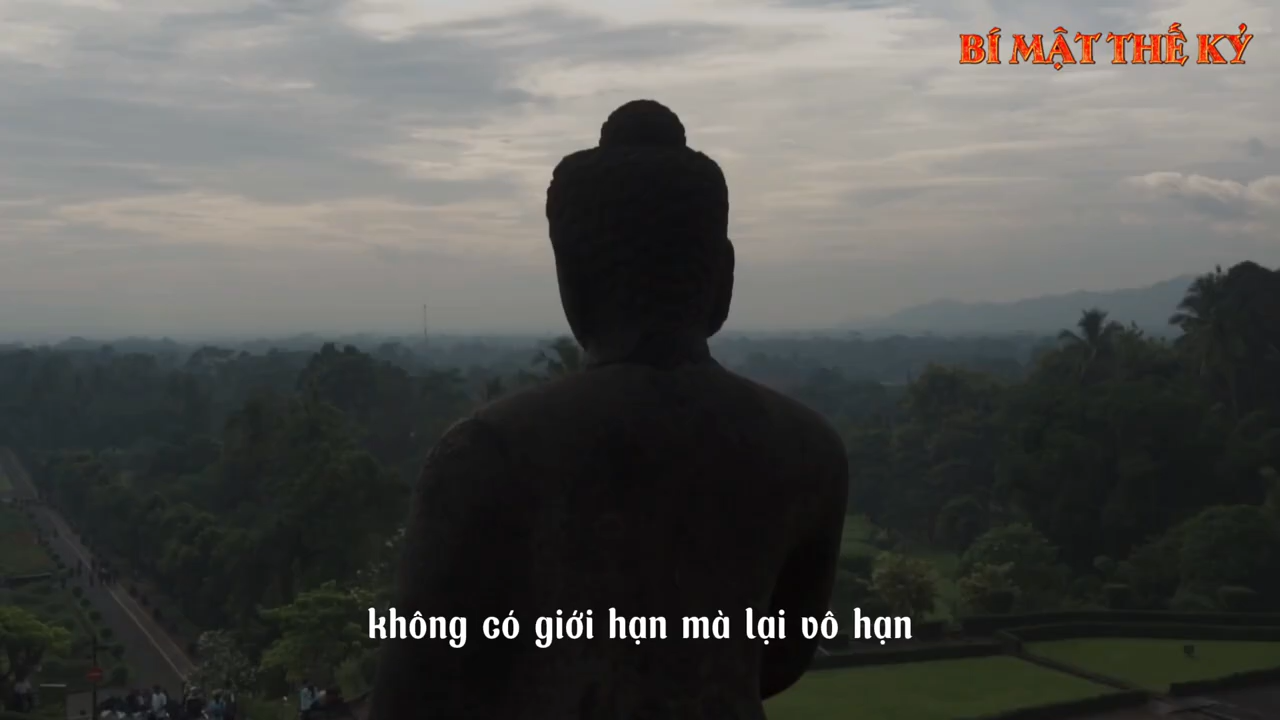 BÍ MẬT THẾ KỶ
không có giới hạn mà lại vô hạn